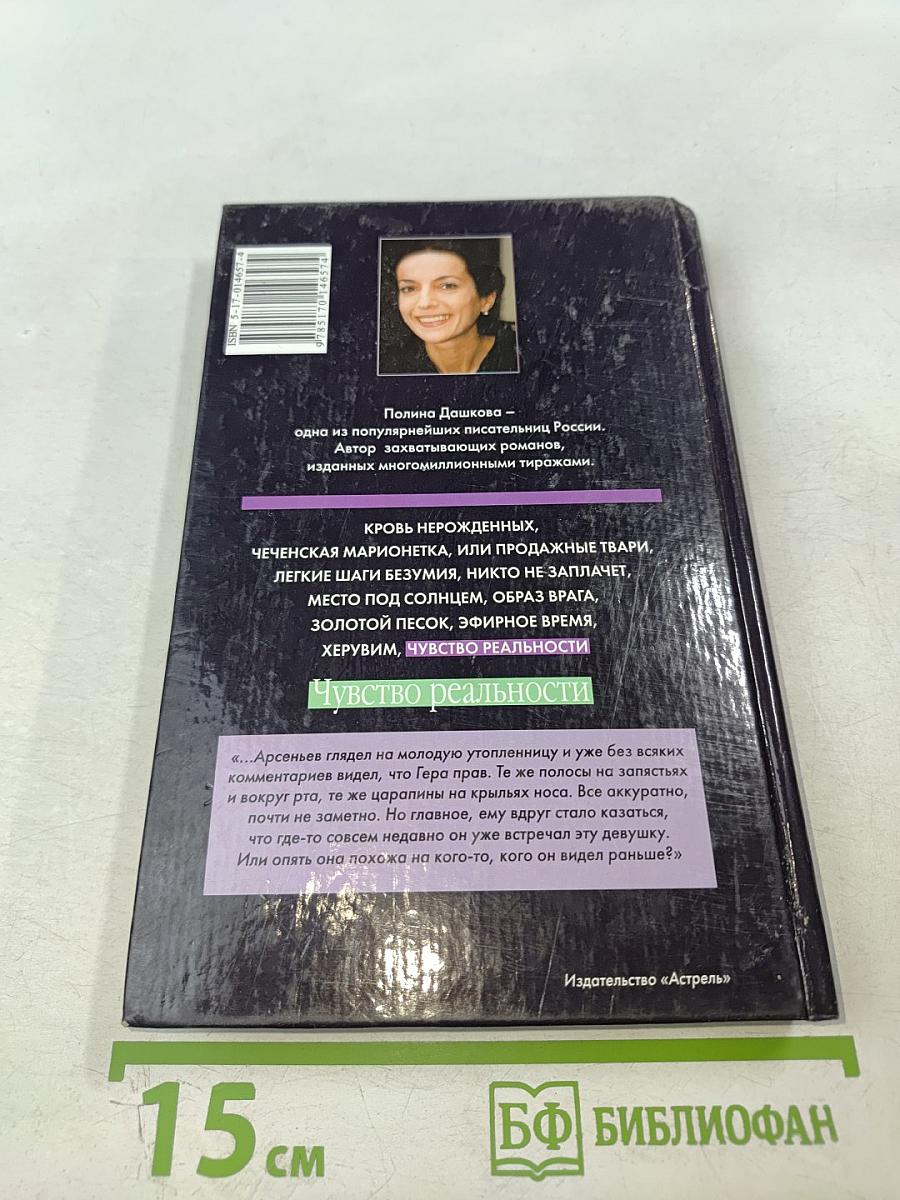 ISBN 5-17-014657-4
9785170146574
Полина Дашкова –
одна из популярнейших писательниц России.
Автор захватывающих романов,
изданных многомиллионными тиражами.
КРОВЬ НЕРОЖДЕННЫХ,
ЧЕЧЕНСКАЯ МАРИОНЕТКА, ИЛИ ПРОДАЖНЫЕ ТВАРИ,
ЛЕГКИЕ ШАГИ БЕЗУМИЯ, НИКТО НЕ ЗАПЛАЧЕТ,
МЕСТО ПОД СОЛНЦЕМ, ОБРАЗ ВРАГА,
ЗОЛОТОЙ ПЕСОК, ЭФИРНОЕ ВРЕМЯ,
ХЕРУВИМ, ЧУВСТВО РЕАЛЬНОСТИ
Чувство реальности
«...Арсеньев глядел на молодую утопленницу и уже без всяких
комментариев видел, что Гера прав. Те же полосы на запястьях
и вокруг рта, те же царапины на крыльях носа. Все аккуратно,
почти не заметно. Но главное, ему вдруг стало казаться,
что где-то совсем недавно он уже встречал эту девушку.
Или опять она похожа на кого-то, кого он видел раньше?»
Издательство «Астрель»
15 см
БФ БИБЛИОФАН